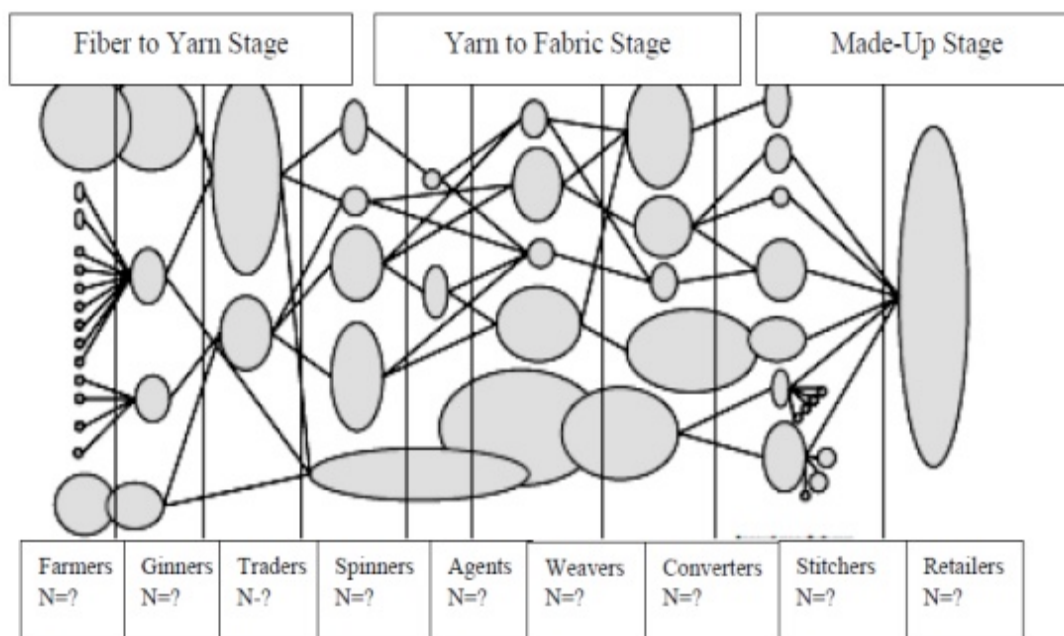 Fiber to Yarn Stage
Yarn to Fabric Stage
Made-Up Stage
Farmers
N=?
Ginners
N=?
Traders
N-?
Spinners
N=?
Agents
N=?
Weavers
N=?
Converters
N=?
Stitchers
N=?
Retailers
N=?